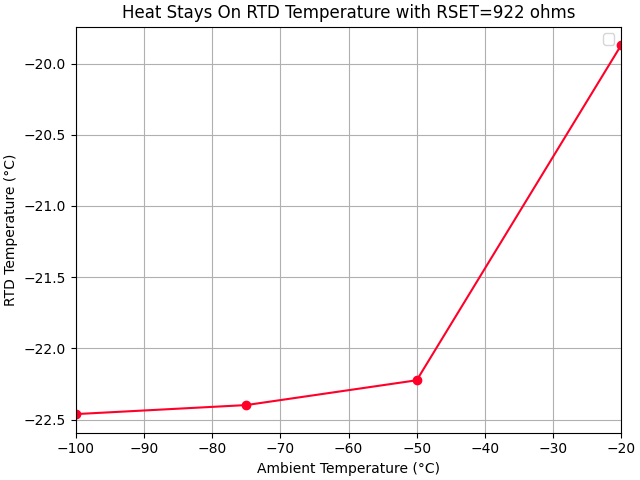 Heat Stays On RTD Temperature with RSET=922 ohms
−20.0
−20.5
−21.0
−21.5
−22.0
−22.5
RTD Temperature (°C)
−100 −90 −80 −70 −60 −50 −40 −30 −20
Ambient Temperature (°C)